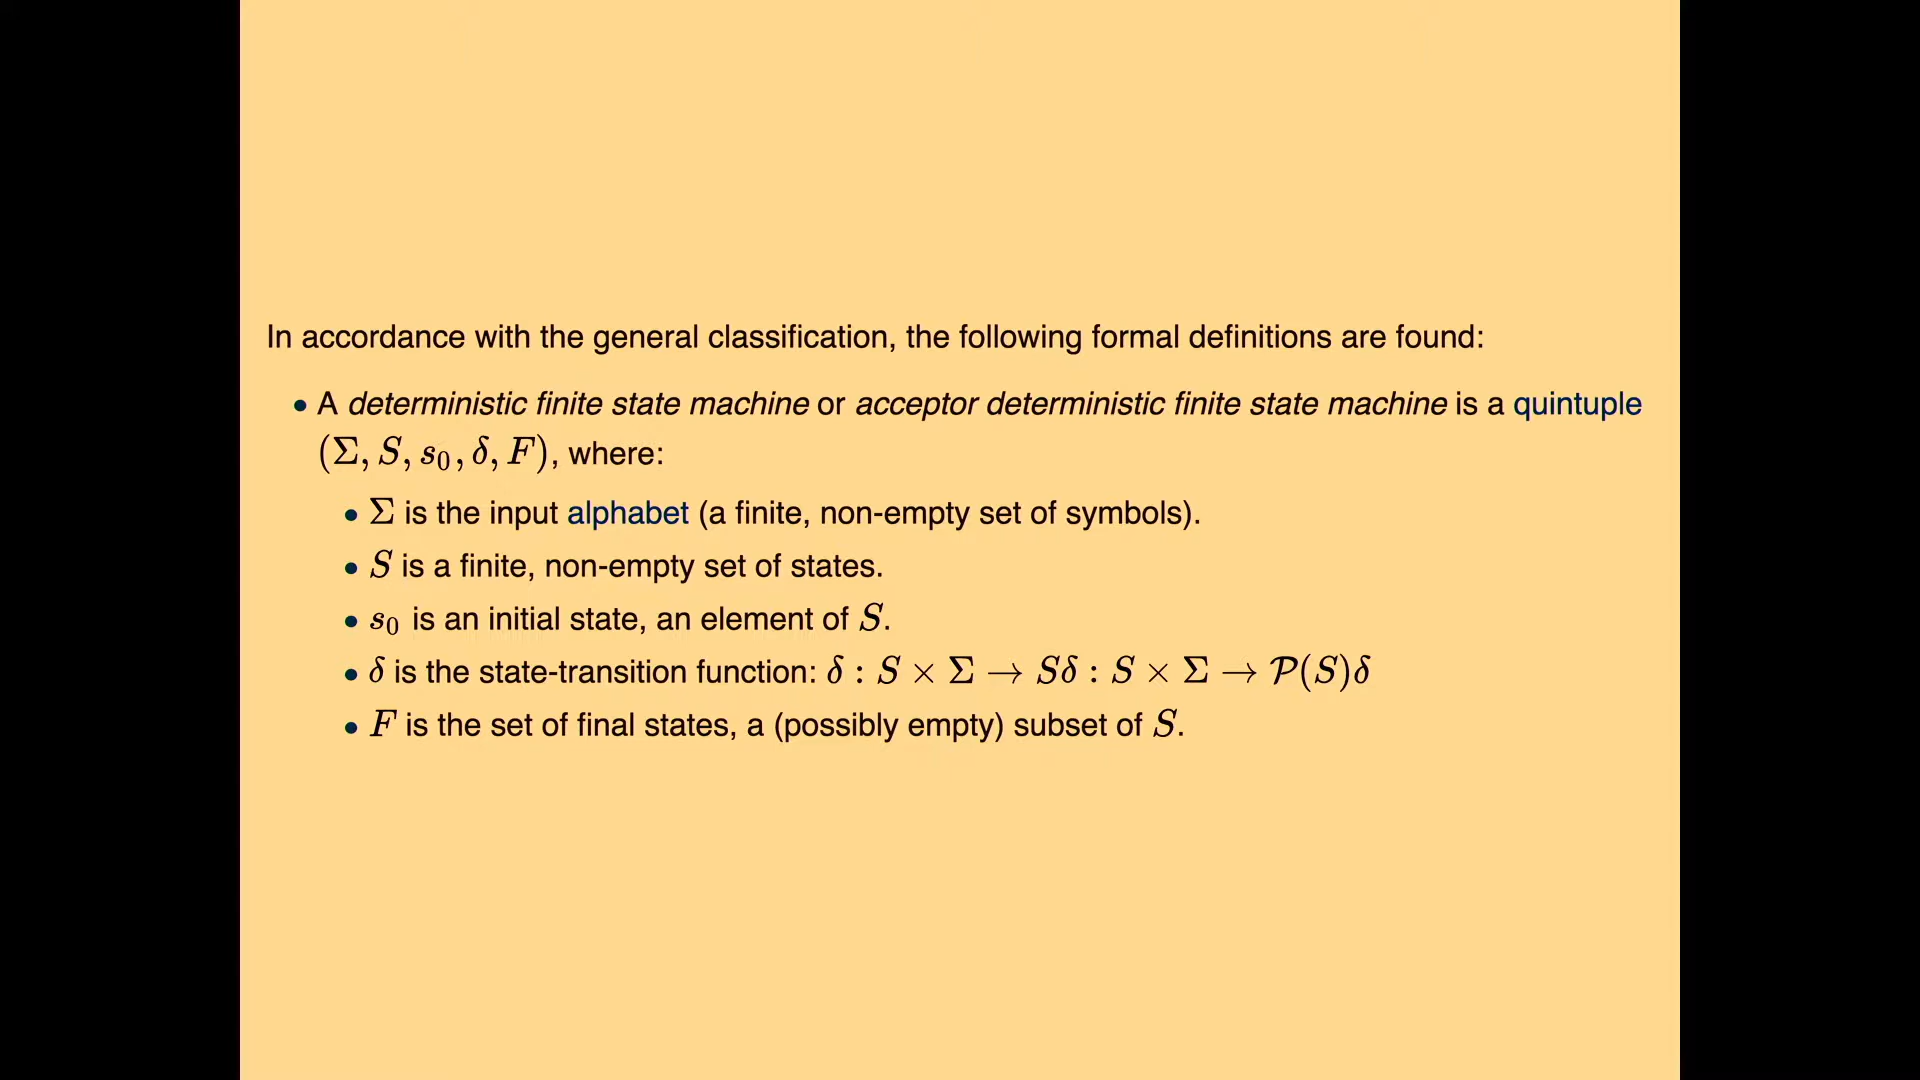 In accordance with the general classification, the following formal definitions are found:
• A deterministic finite state machine or acceptor deterministic finite state machine is a quintuple
(Σ, S, s₀, δ, F), where:
• Σ is the input alphabet (a finite, non-empty set of symbols).
• S is a finite, non-empty set of states.
• s₀ is an initial state, an element of S.
• δ is the state-transition function: δ : S × Σ → Sδ : S × Σ → 𝒫(S)δ
• F is the set of final states, a (possibly empty) subset of S.